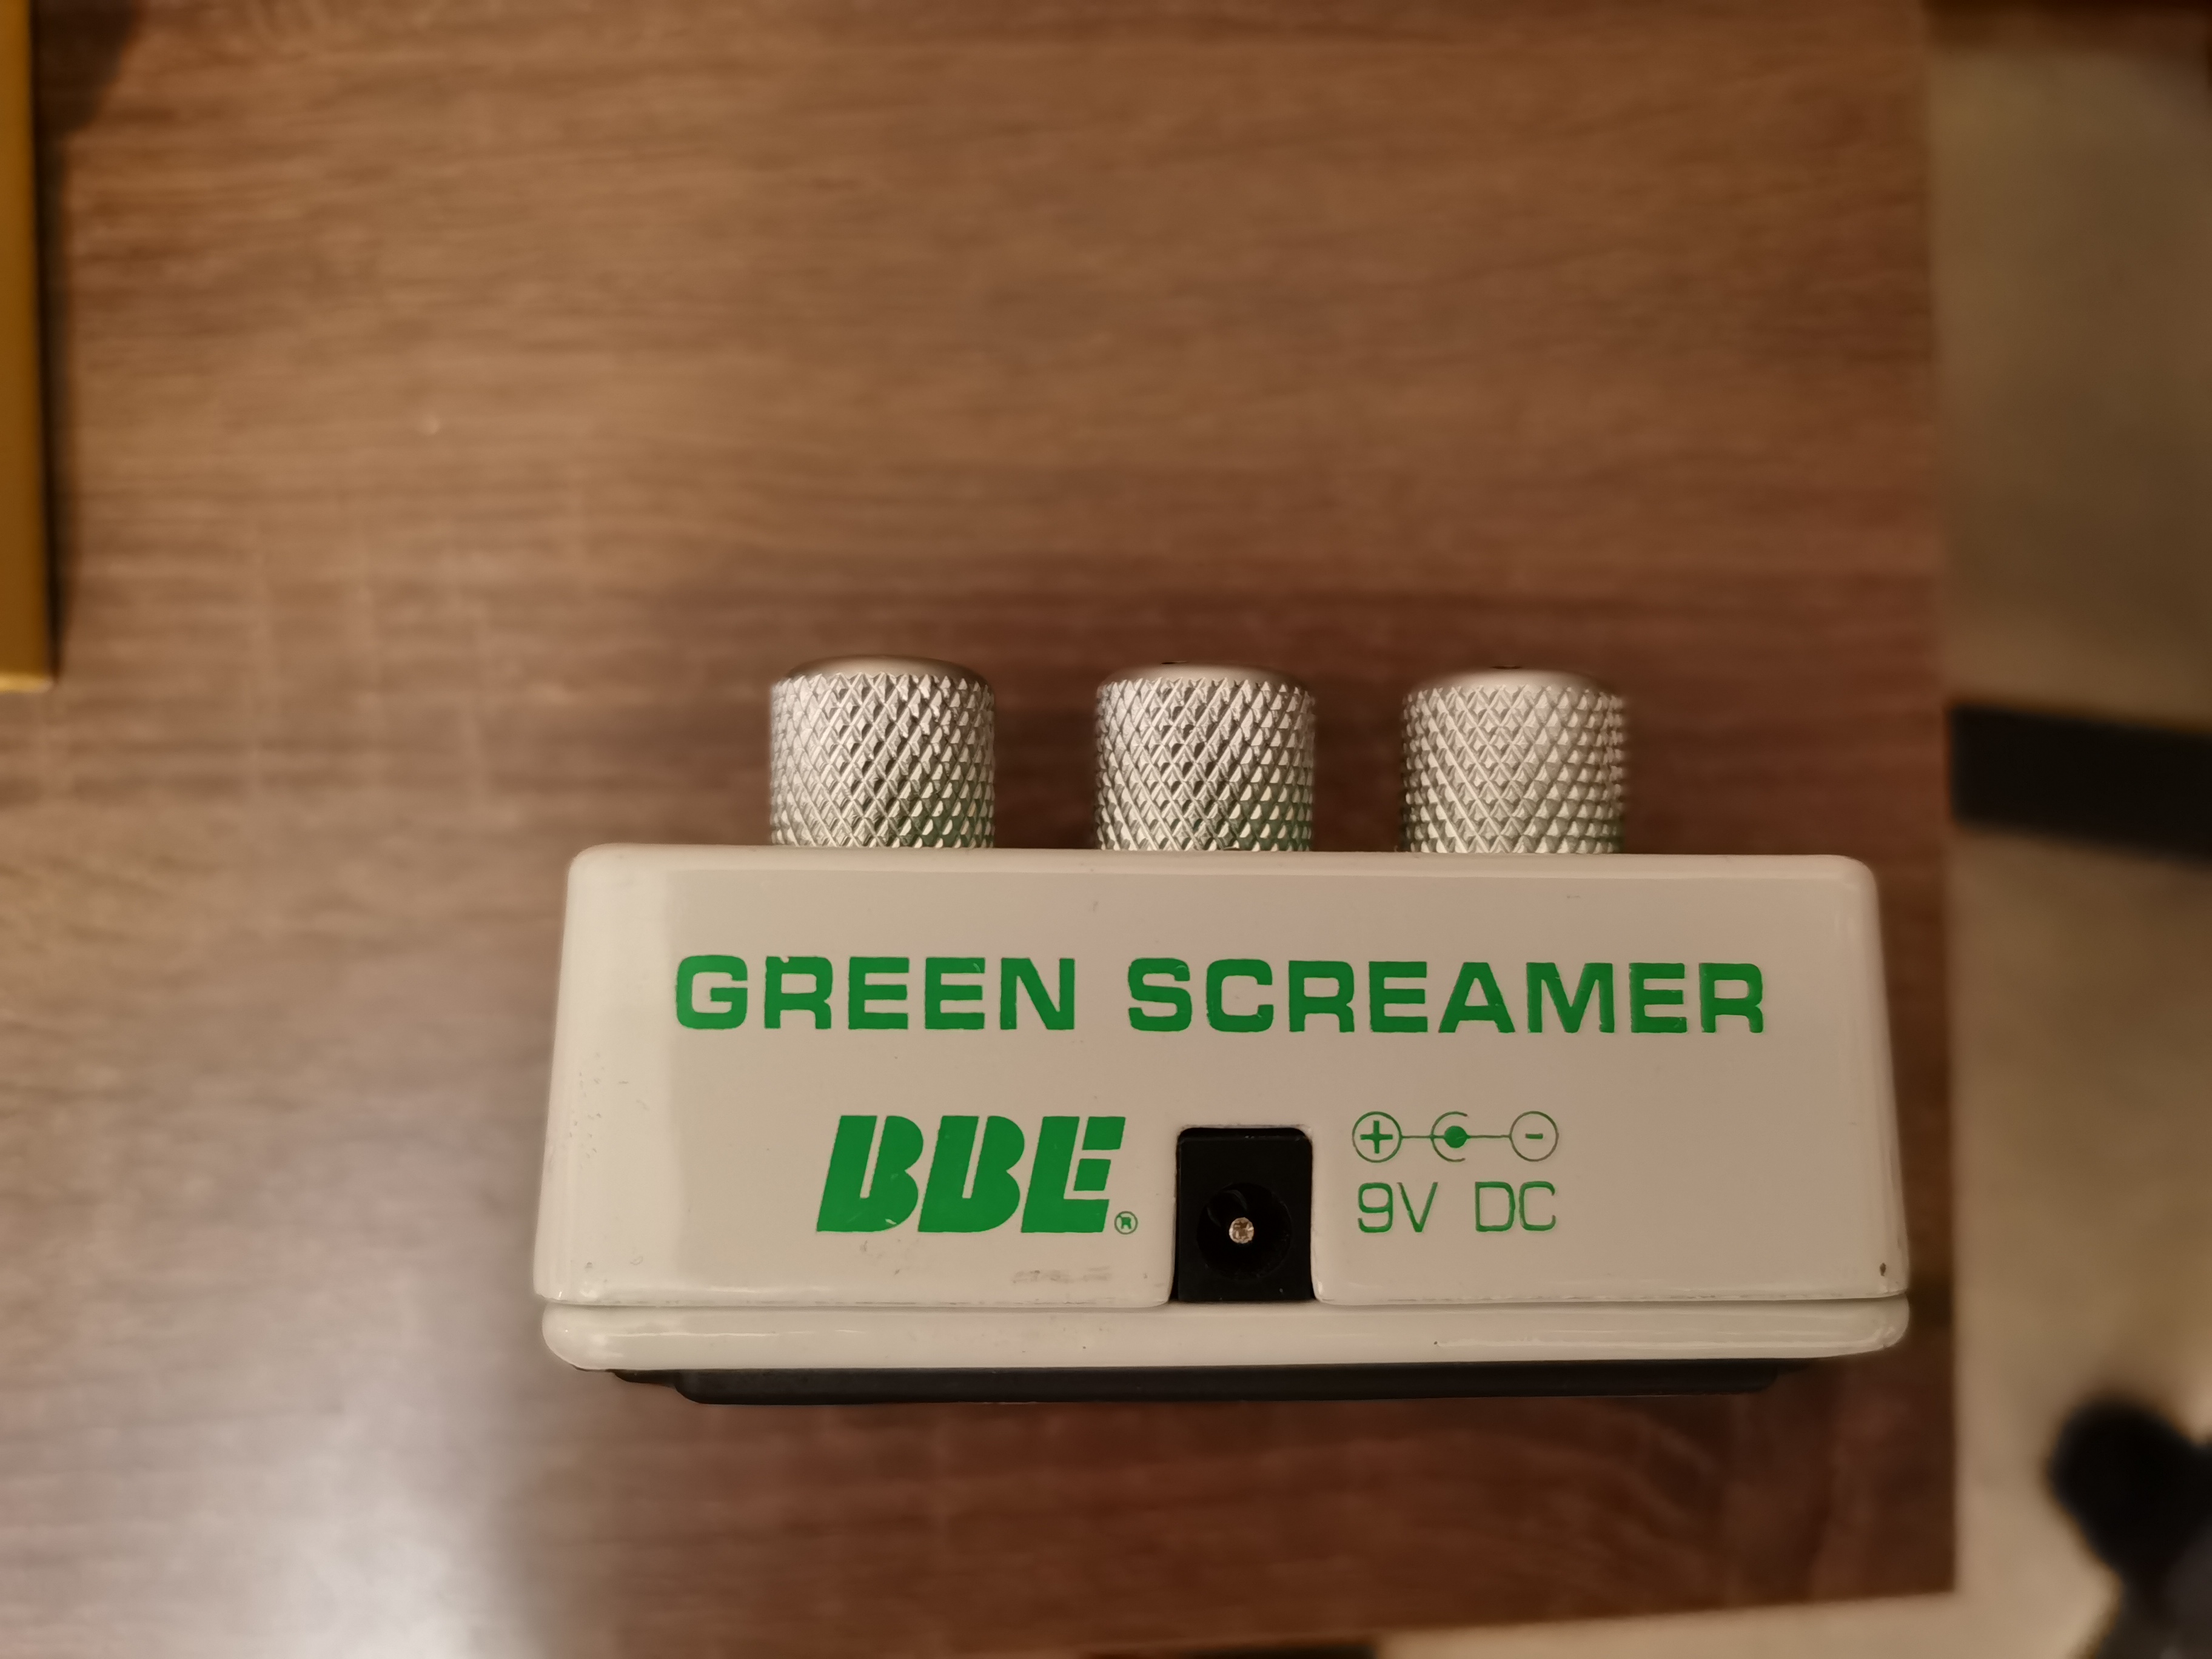 GREEN SCREAMER
BBE®
+ -
9V DC